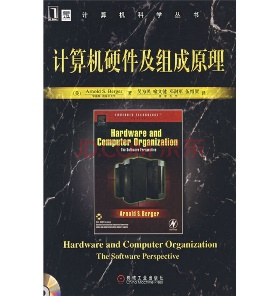 计算机科学丛书
计算机硬件及组成原理
(美) Arnold S. Berger 著
Hardware and
Computer Organization
The Software Perspective
Arnold S. Berger
Hardware and Computer Organization
The Software Perspective
机械工业出版社